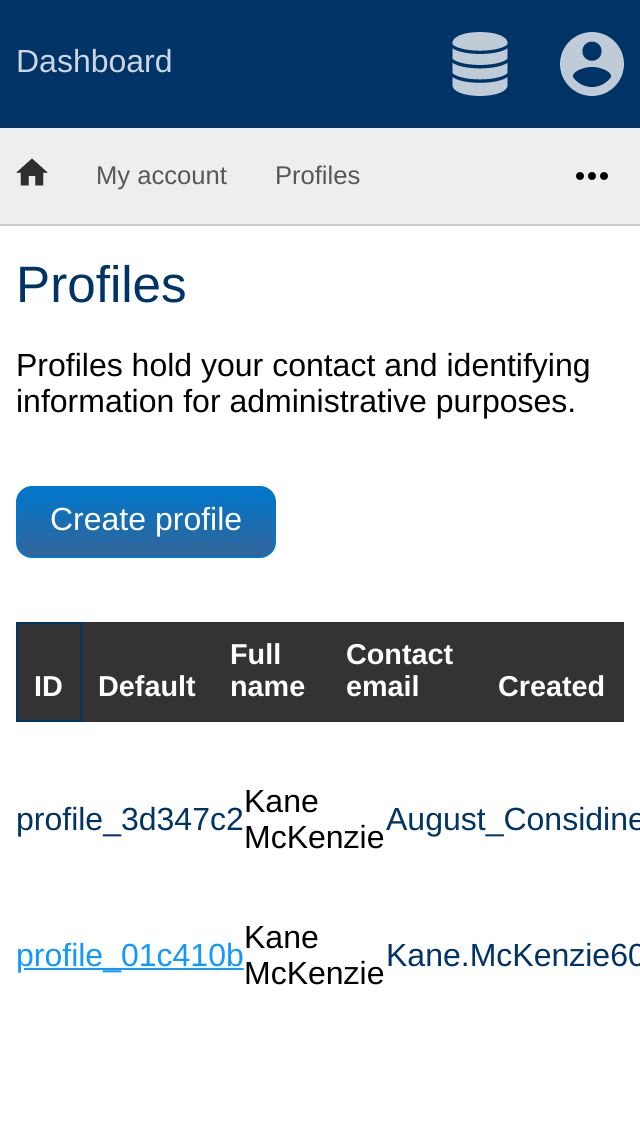 Dashboard
My account Profiles
Profiles
Profiles hold your contact and identifying
information for administrative purposes.
Create profile
ID Default Full name Contact email Created
profile_3d347c2 Kane McKenzie August_Considine
profile_01c410b Kane McKenzie Kane.McKenzie60